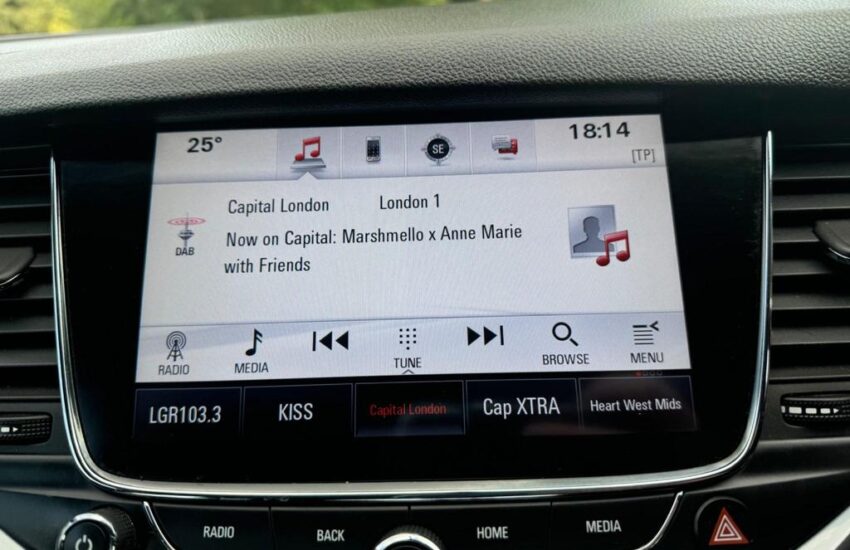 25°
SE
18:14
[TP]
Capital London
London 1
DAB
Now on Capital: Marshmello x Anne Marie
with Friends
RADIO
MEDIA
TUNE
BROWSE
MENU
LGR103.3
KISS
Capital London
Cap XTRA
Heart West Mids
RADIO
BACK
HOME
MEDIA